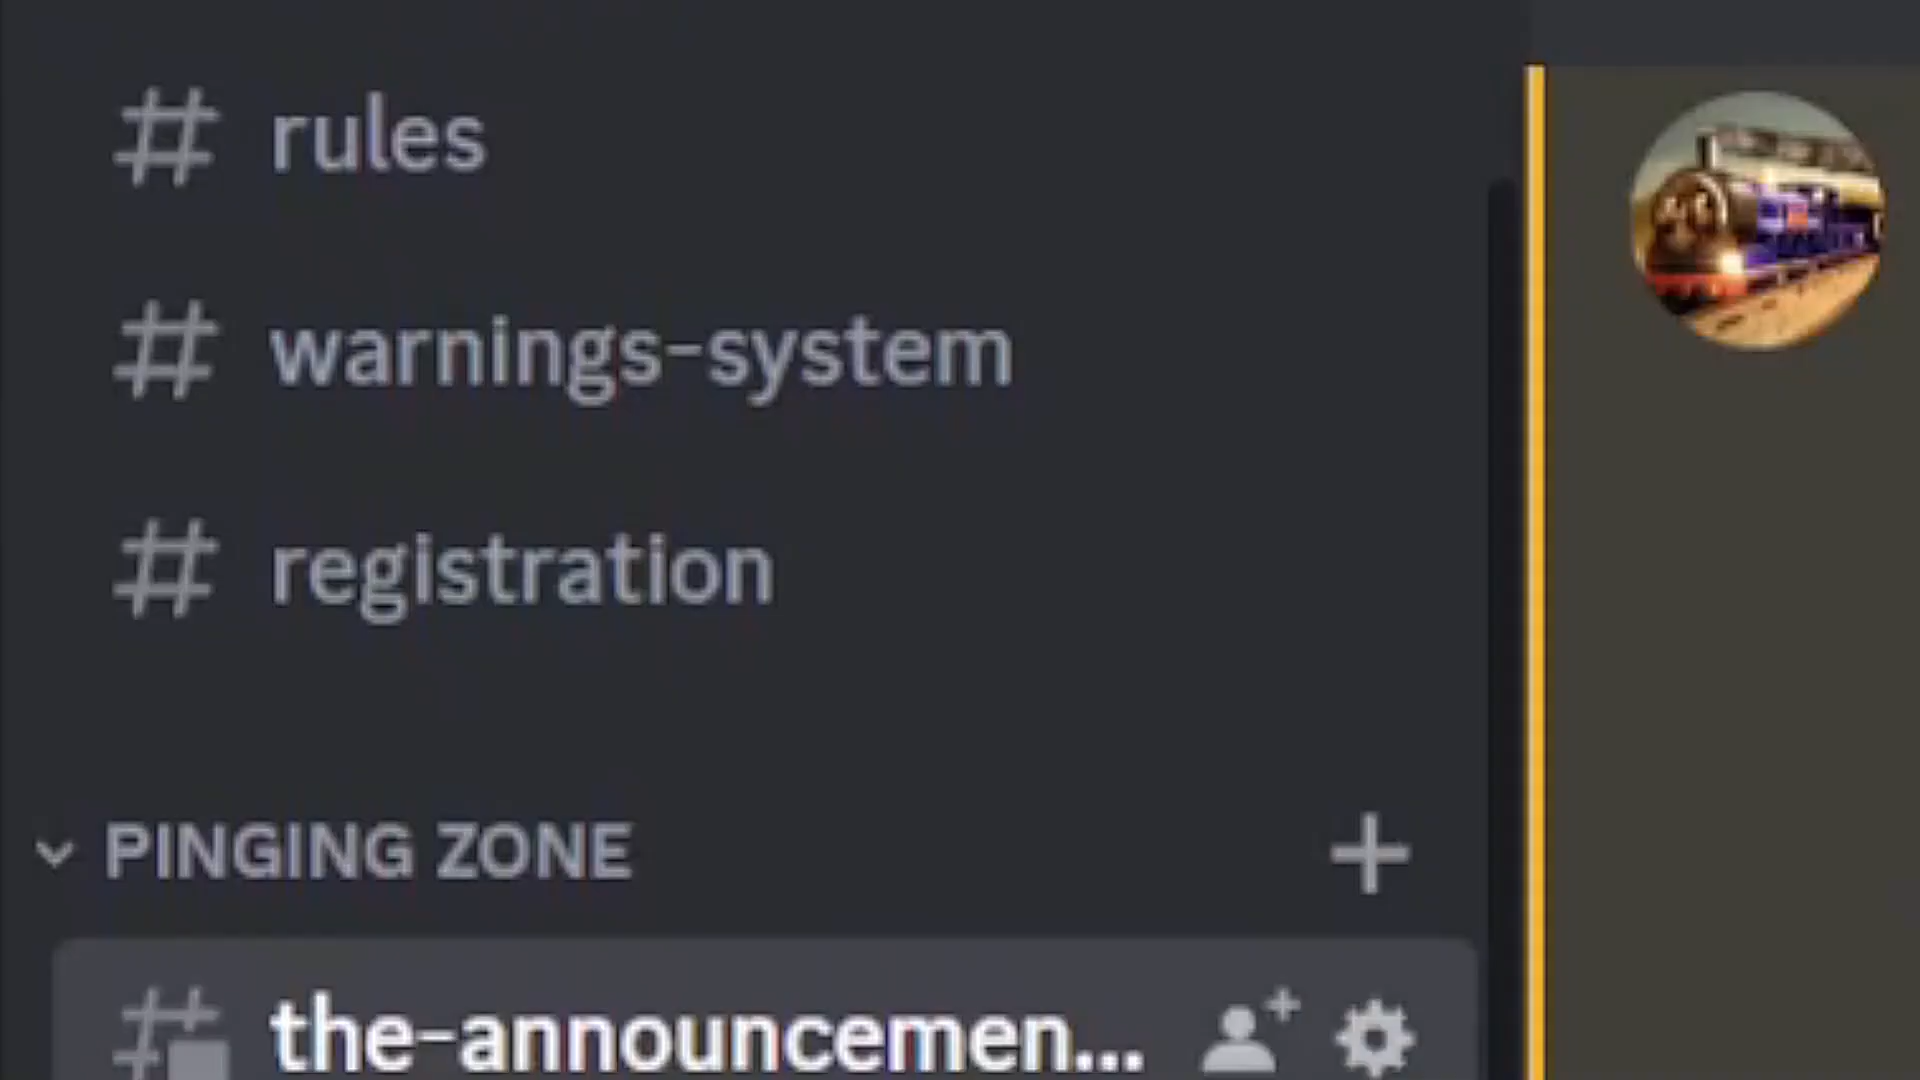 # rules
# warnings-system
# registration
PINGING ZONE
# the-announcemen...